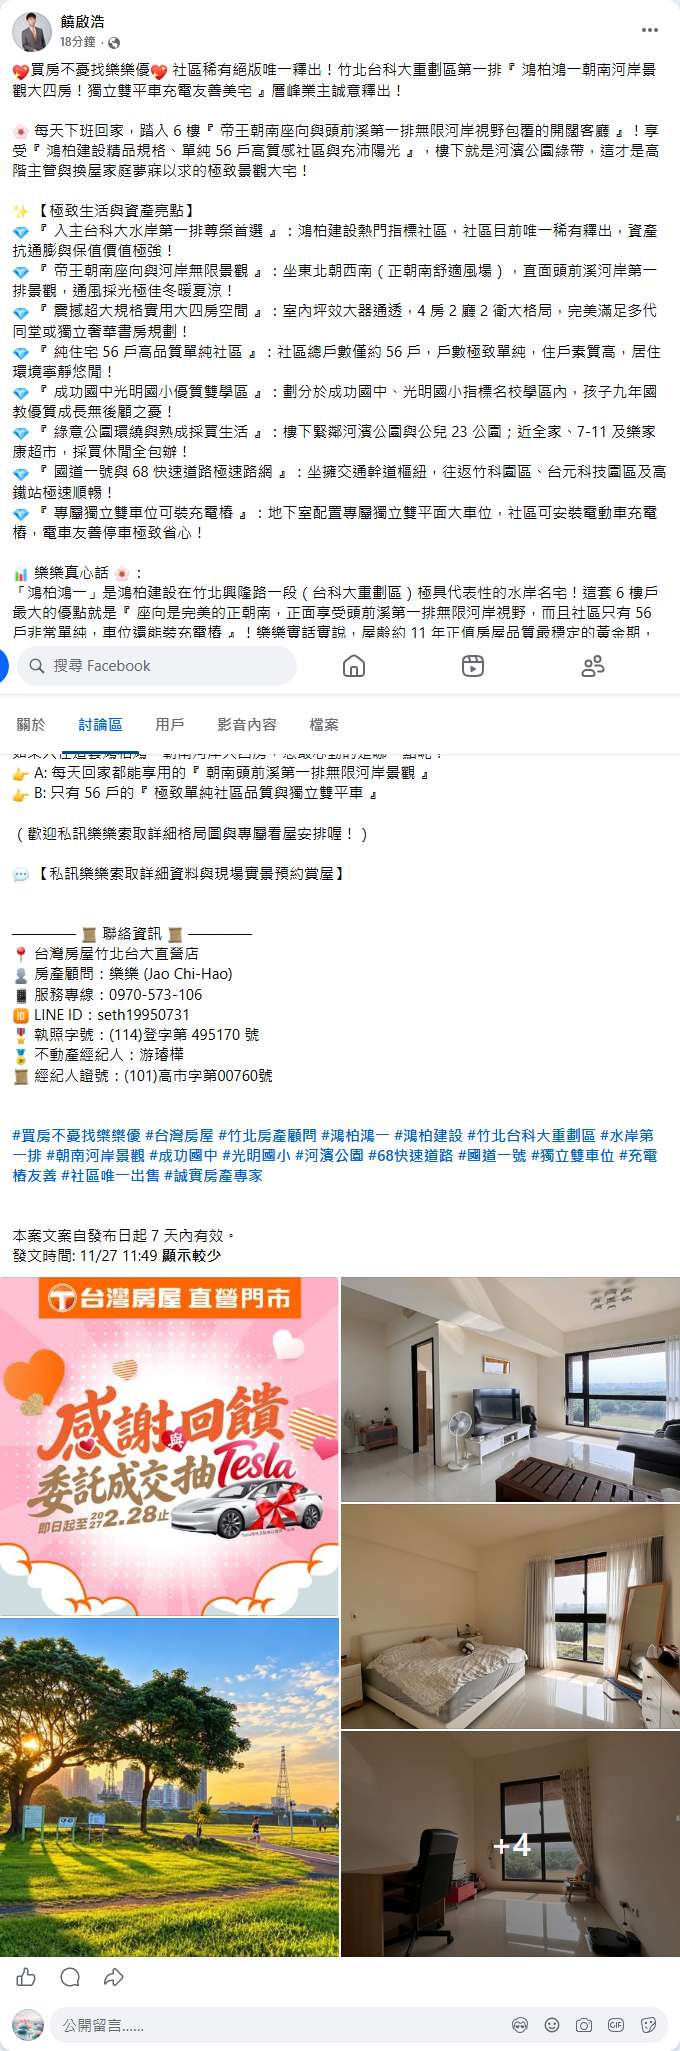 饒啟浩
18分鐘 ·
買房不憂找樂樂優 社區稀有絕版唯一釋出！竹北台科大重劃區第一排『 鴻柏鴻一朝南河岸景
觀大四房！獨立雙平車充電友善美宅 』層峰業主誠意釋出！
每天下班回家，踏入 6 樓『 帝王朝南座向與頭前溪第一排無限河岸視野包覆的開闊客廳 』！享
受『 鴻柏建設精品規格、單純 56 戶高質感社區與充沛陽光 』，樓下就是河濱公園綠帶，這才是高
階主管與換屋家庭夢寐以求的極致景觀大宅！
【極致生活與資產亮點】
『 入主台科大水岸第一排尊榮首選 』：鴻柏建設熱門指標社區，社區目前唯一稀有釋出，資產
抗通膨與保值價值極強！
『 帝王朝南座向與河岸無限景觀 』：坐東北朝西南（正朝南舒適風場），直面頭前溪河岸第一
排景觀，通風採光極佳冬暖夏涼！
『 震撼超大規格實用大四房空間 』：室內坪效大器通透，4 房 2 廳 2 衛大格局，完美滿足多代
同堂或獨立奢華書房規劃！
『 純住宅 56 戶高品質單純社區 』：社區總戶數僅約 56 戶，戶數極致單純，住戶素質高，居住
環境寧靜悠閒！
『 成功國中光明國小優質雙學區 』：劃分於成功國中、光明國小指標名校學區內，孩子九年國
教優質成長無後顧之憂！
『 綠意公園環繞與熟成採買生活 』：樓下緊鄰河濱公園與公兒 23 公園；近全家、7-11 及樂家
康超市，採買休閒全包辦！
『 國道一號與 68 快速道路極速路網 』：坐擁交通幹道樞紐，往返竹科園區、台元科技園區及高
鐵站極速順暢！
『 專屬獨立雙車位可裝充電樁 』：地下室配置專屬獨立雙平面大車位，社區可安裝電動車充電
樁，電車友善停車極致省心！
樂樂真心話 ：
「鴻柏鴻一」是鴻柏建設在竹北興隆路一段（台科大重劃區）極具代表性的水岸名宅！這套 6 樓戶
最大的優點就是『 座向是完美的正朝南，正面享受頭前溪第一排無限河岸視野，而且社區只有 56
戶非常單純，車位還能裝充電樁 』！樂樂實話實說，屋齡約 11 年正值房屋品質最穩定的黃金期，
搜尋 Facebook
關於 討論區 用戶 影音內容 檔案
A: 每天回家都能享用的『 朝南頭前溪第一排無限河岸景觀 』
B: 只有 56 戶的『 極致單純社區品質與獨立雙平車 』
（歡迎私訊樂樂索取詳細格局圖與專屬看屋安排喔！）
【私訊樂樂索取詳細資料與現場實景預約賞屋】
———— 聯絡資訊 ————
台灣房屋竹北台大直營店
房產顧問：樂樂 (Jao Chi-Hao)
服務專線：0970-573-106
LINE ID：seth19950731
執照字號：(114)登字第 495170 號
不動產經紀人：游璿樺
經紀人證號：(101)高市字第00760號
#買房不憂找樂樂優 #台灣房屋 #竹北房產顧問 #鴻柏鴻一 #鴻柏建設 #竹北台科大重劃區 #水岸第
一排 #朝南河岸景觀 #成功國中 #光明國小 #河濱公園 #68快速道路 #國道一號 #獨立雙車位 #充電
樁友善 #社區唯一出售 #誠實房產專家
本案文案自發布日起 7 天內有效。
發文時間: 11/27 11:49 顯示較少
台灣房屋 直營門市
感謝與回饋
委託成交抽Tesla
即日起至2027 2.28止
+4
公開留言......
GIF